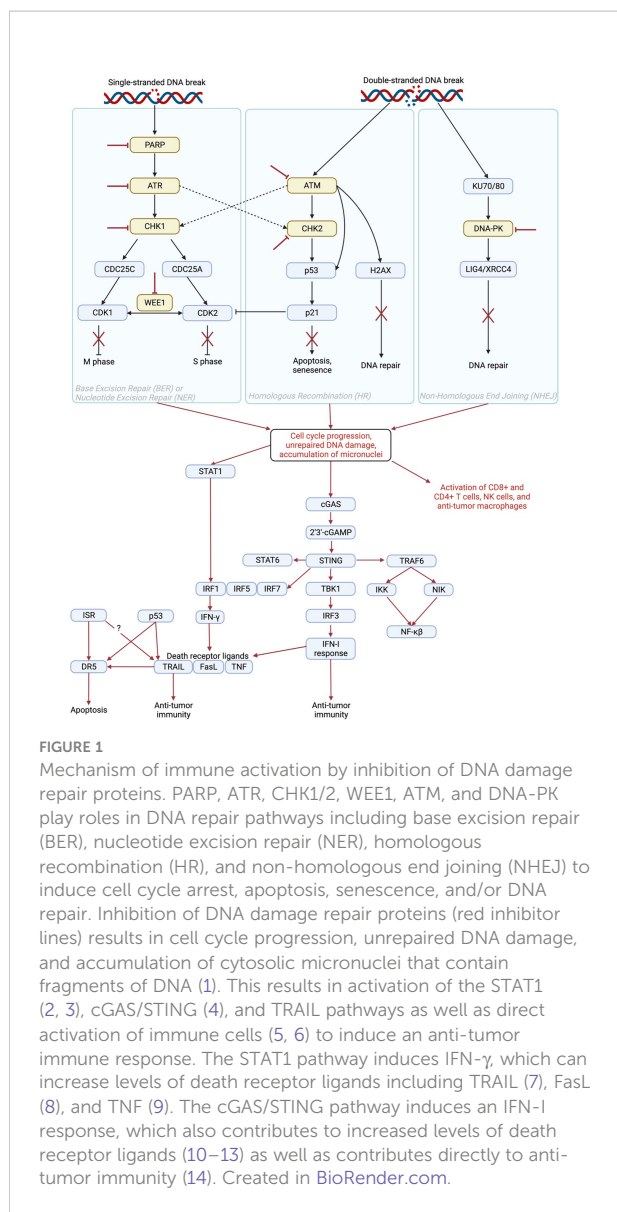 Single-stranded DNA break
Double-stranded DNA break
PARP
ATR
ATM
KU70/80
CHK1
CHK2
DNA-PK
CDC25C
CDC25A
p53
H2AX
LIG4/XRCC4
WEE1
CDK1
CDK2
p21
M phase
S phase
Apoptosis,
senesence
DNA repair
DNA repair
Base Excision Repair (BER) or
Nucleotide Excision Repair (NER)
Homologous Recombination (HR)
Non-Homologous End Joining (NHEJ)
Cell cycle progression,
unrepaired DNA damage,
accumulation of micronuclei
STAT1
Activation of CD8+ and
CD4+ T cells, NK cells, and
anti-tumor macrophages
cGAS
2'3'-cGAMP
STAT6
STING
TRAF6
IRF1
IRF5
IRF7
TBK1
IKK
NIK
ISR
p53
IFN-γ
IRF3
NF-κβ
?
Death receptor ligands
IFN-I
response
DR5
TRAIL
FasL
TNF
Apoptosis
Anti-tumor
immunity
Anti-tumor
immunity
FIGURE 1
Mechanism of immune activation by inhibition of DNA damage
repair proteins. PARP, ATR, CHK1/2, WEE1, ATM, and DNA-PK
play roles in DNA repair pathways including base excision repair
(BER), nucleotide excision repair (NER), homologous
recombination (HR), and non-homologous end joining (NHEJ) to
induce cell cycle arrest, apoptosis, senescence, and/or DNA
repair. Inhibition of DNA damage repair proteins (red inhibitor
lines) results in cell cycle progression, unrepaired DNA damage,
and accumulation of cytosolic micronuclei that contain
fragments of DNA (1). This results in activation of the STAT1
(2, 3), cGAS/STING (4), and TRAIL pathways as well as direct
activation of immune cells (5, 6) to induce an anti-tumor
immune response. The STAT1 pathway induces IFN-γ, which can
increase levels of death receptor ligands including TRAIL (7), FasL
(8), and TNF (9). The cGAS/STING pathway induces an IFN-I
response, which also contributes to increased levels of death
receptor ligands (10–13) as well as contributes directly to anti-
tumor immunity (14). Created in BioRender.com.